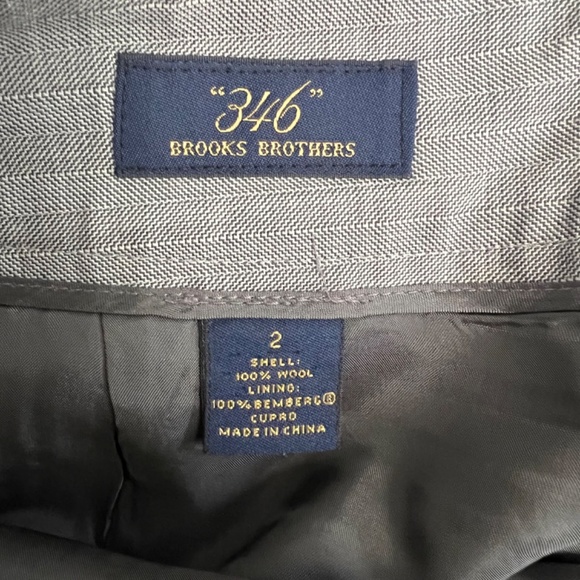 “346”
BROOKS BROTHERS
2
SHELL:
100% WOOL
LINING:
100% BEMBERG®
CUPRO
MADE IN CHINA